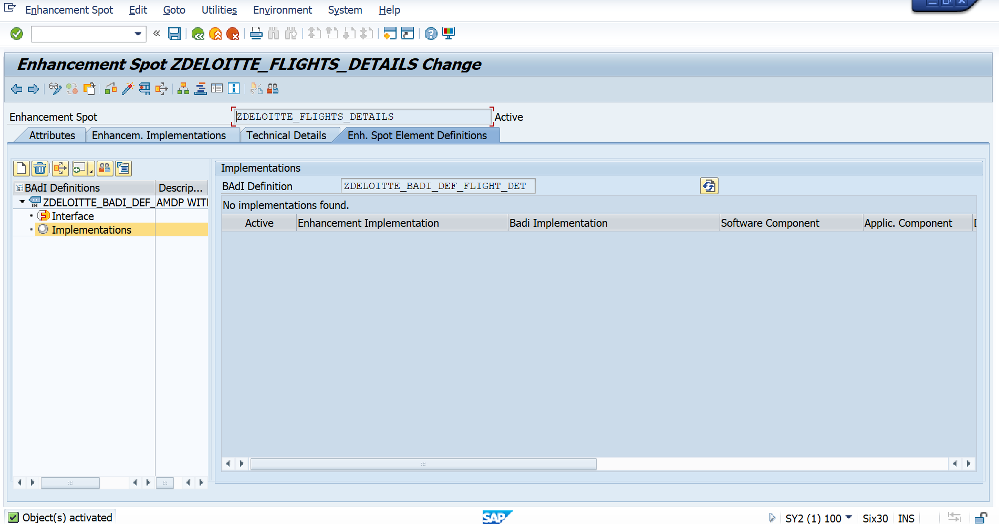 Enhancement Spot Edit Goto Utilities Environment System Help
Enhancement Spot ZDELOITTE_FLIGHTS_DETAILS Change
Enhancement Spot ZDELOITTE_FLIGHTS_DETAILS Active
Attributes Enhancem. Implementations Technical Details Enh. Spot Element Definitions
BAdI Definitions Descrip...
ZDELOITTE_BADI_DEF_ AMDP WITH
Interface
Implementations
Implementations
BAdI Definition ZDELOITTE_BADI_DEF_FLIGHT_DET
No implementations found.
Active Enhancement Implementation Badi Implementation Software Component Applic. Component
Object(s) activated SAP SY2 (1) 100 Six30 INS